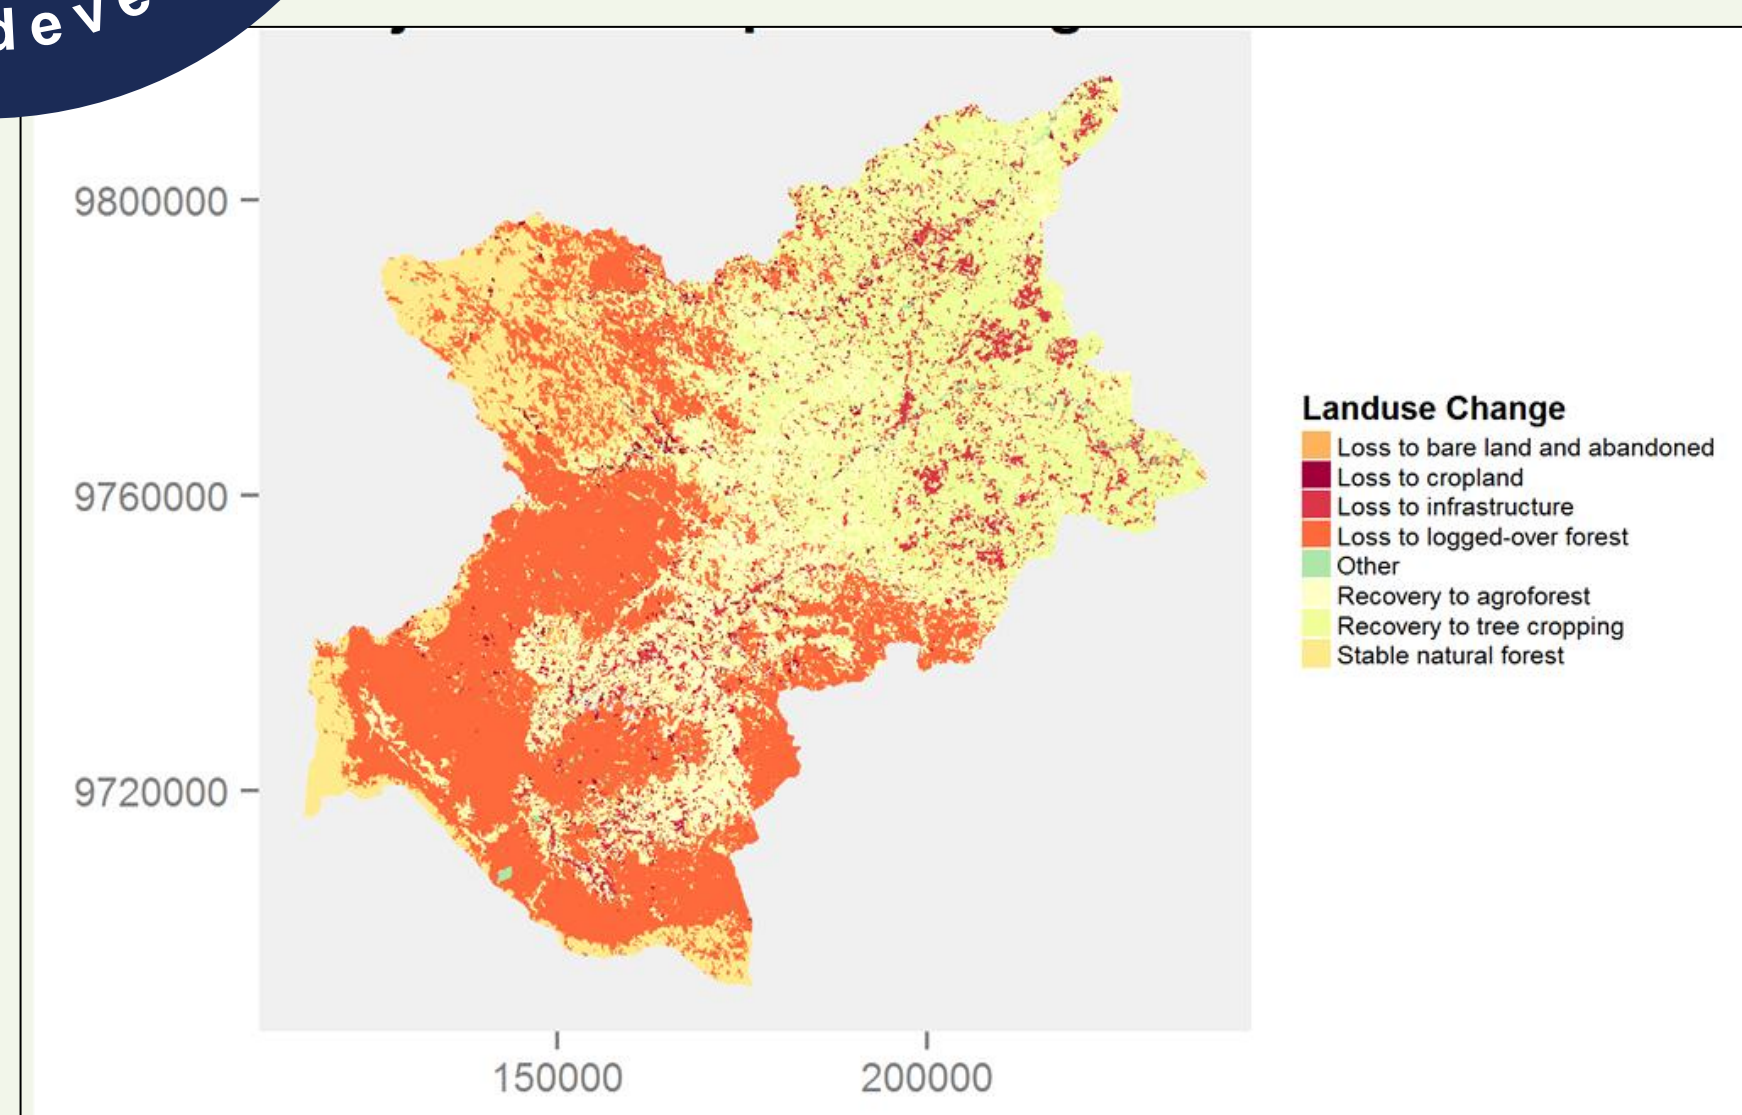 deve
9800000
9760000
9720000
150000
200000
Landuse Change
Loss to bare land and abandoned
Loss to cropland
Loss to infrastructure
Loss to logged-over forest
Other
Recovery to agroforest
Recovery to tree cropping
Stable natural forest